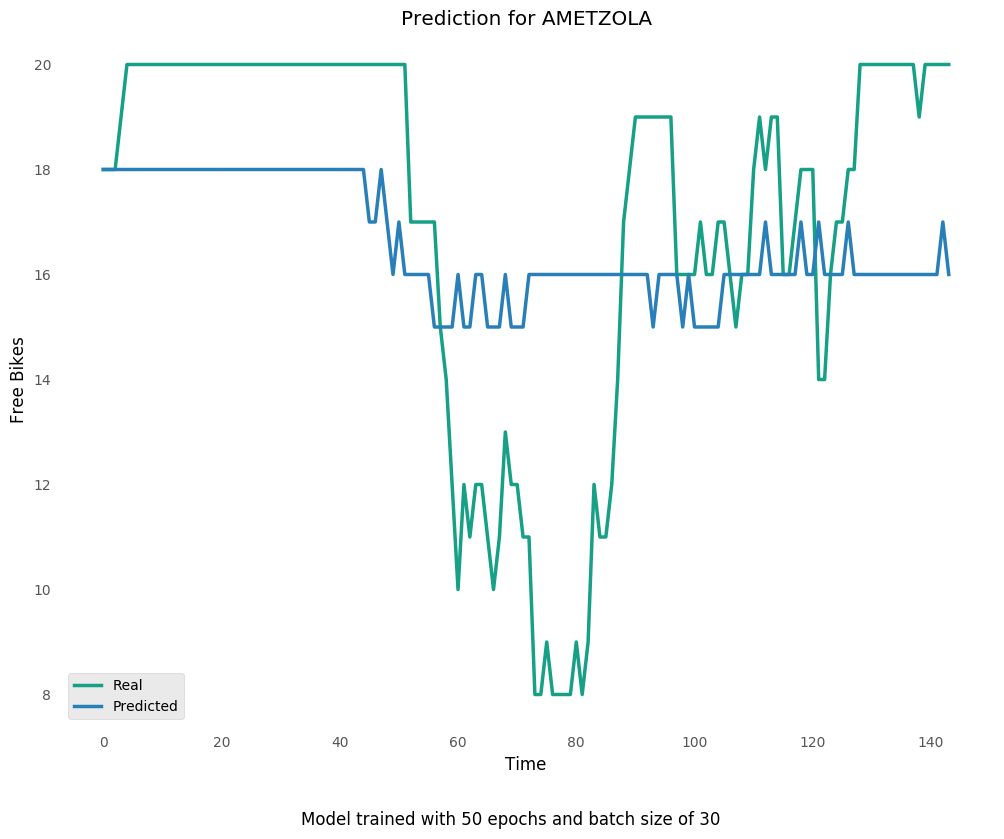 Prediction for AMETZOLA
20
18
16
14
12
10
8
Free Bikes
Real
Predicted
0 20 40 60 80 100 120 140
Time
Model trained with 50 epochs and batch size of 30